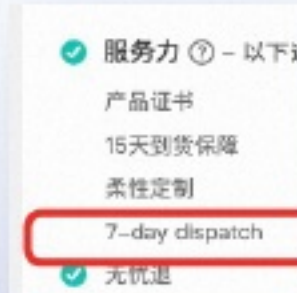 服务力 ? – 以下
产品证书
15天到货保障
柔性定制
7-day dispatch
无忧退